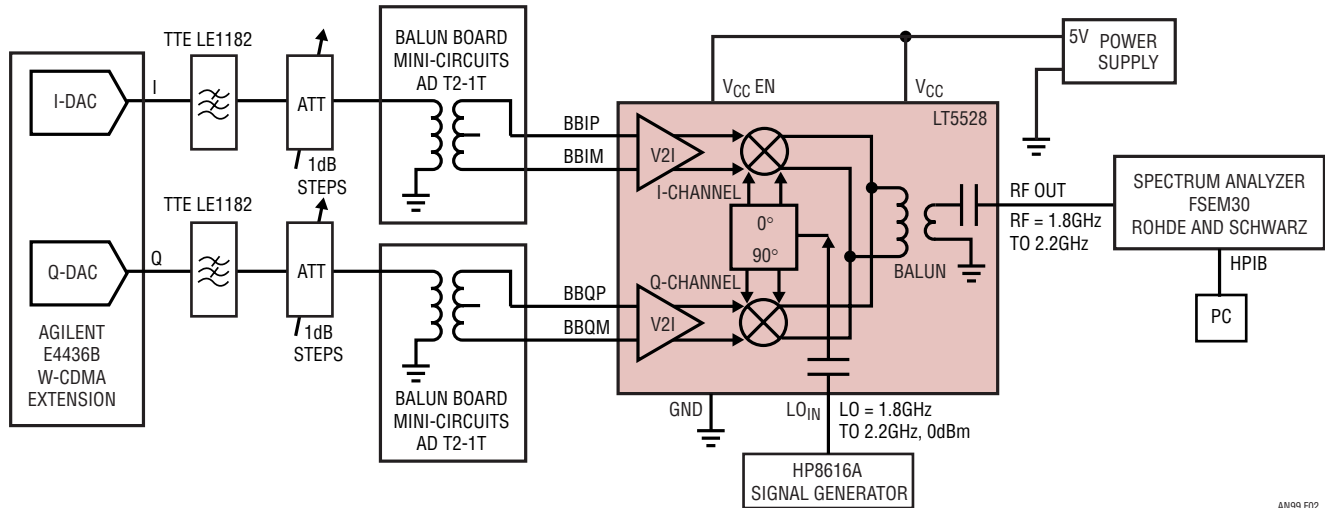 I-DAC
Q-DAC
AGILENT
E4436B
W-CDMA
EXTENSION
I
Q
TTE LE1182
ATT
1dB
STEPS
TTE LE1182
ATT
1dB
STEPS
BALUN BOARD
MINI-CIRCUITS
AD T2-1T
BALUN BOARD
MINI-CIRCUITS
AD T2-1T
BBIP
BBIM
BBQP
BBQM
VCC EN
VCC
LT5528
V2I
I-CHANNEL
0°
90°
Q-CHANNEL
V2I
BALUN
GND
LOIN
LO = 1.8GHz
TO 2.2GHz, 0dBm
HP8616A
SIGNAL GENERATOR
5V
POWER
SUPPLY
RF OUT
RF = 1.8GHz
TO 2.2GHz
SPECTRUM ANALYZER
FSEM30
ROHDE AND SCHWARZ
HPIB
PC
AN99 F02